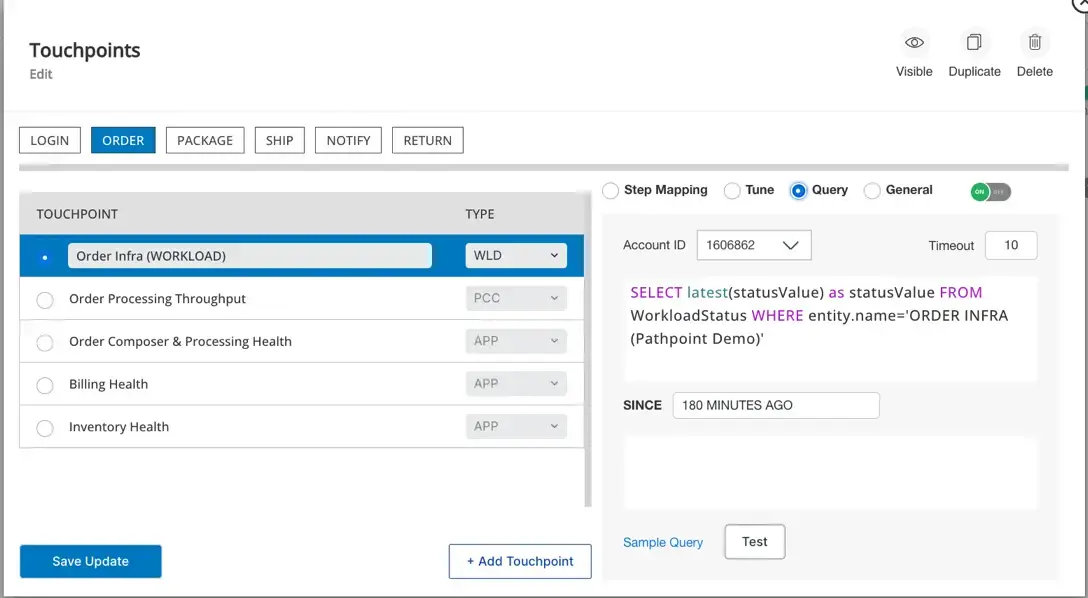 Touchpoints
Edit
Visible
Duplicate
Delete
LOGIN
ORDER
PACKAGE
SHIP
NOTIFY
RETURN
TOUCHPOINT
TYPE
Order Infra (WORKLOAD)
WLD
Order Processing Throughput
PCC
Order Composer & Processing Health
APP
Billing Health
APP
Inventory Health
APP
Save Update
+ Add Touchpoint
Step Mapping
Tune
Query
General
ON
Account ID
1606862
Timeout
10
SELECT latest(statusValue) as statusValue FROM
WorkloadStatus WHERE entity.name='ORDER INFRA
(Pathpoint Demo)'
SINCE
180 MINUTES AGO
Sample Query
Test